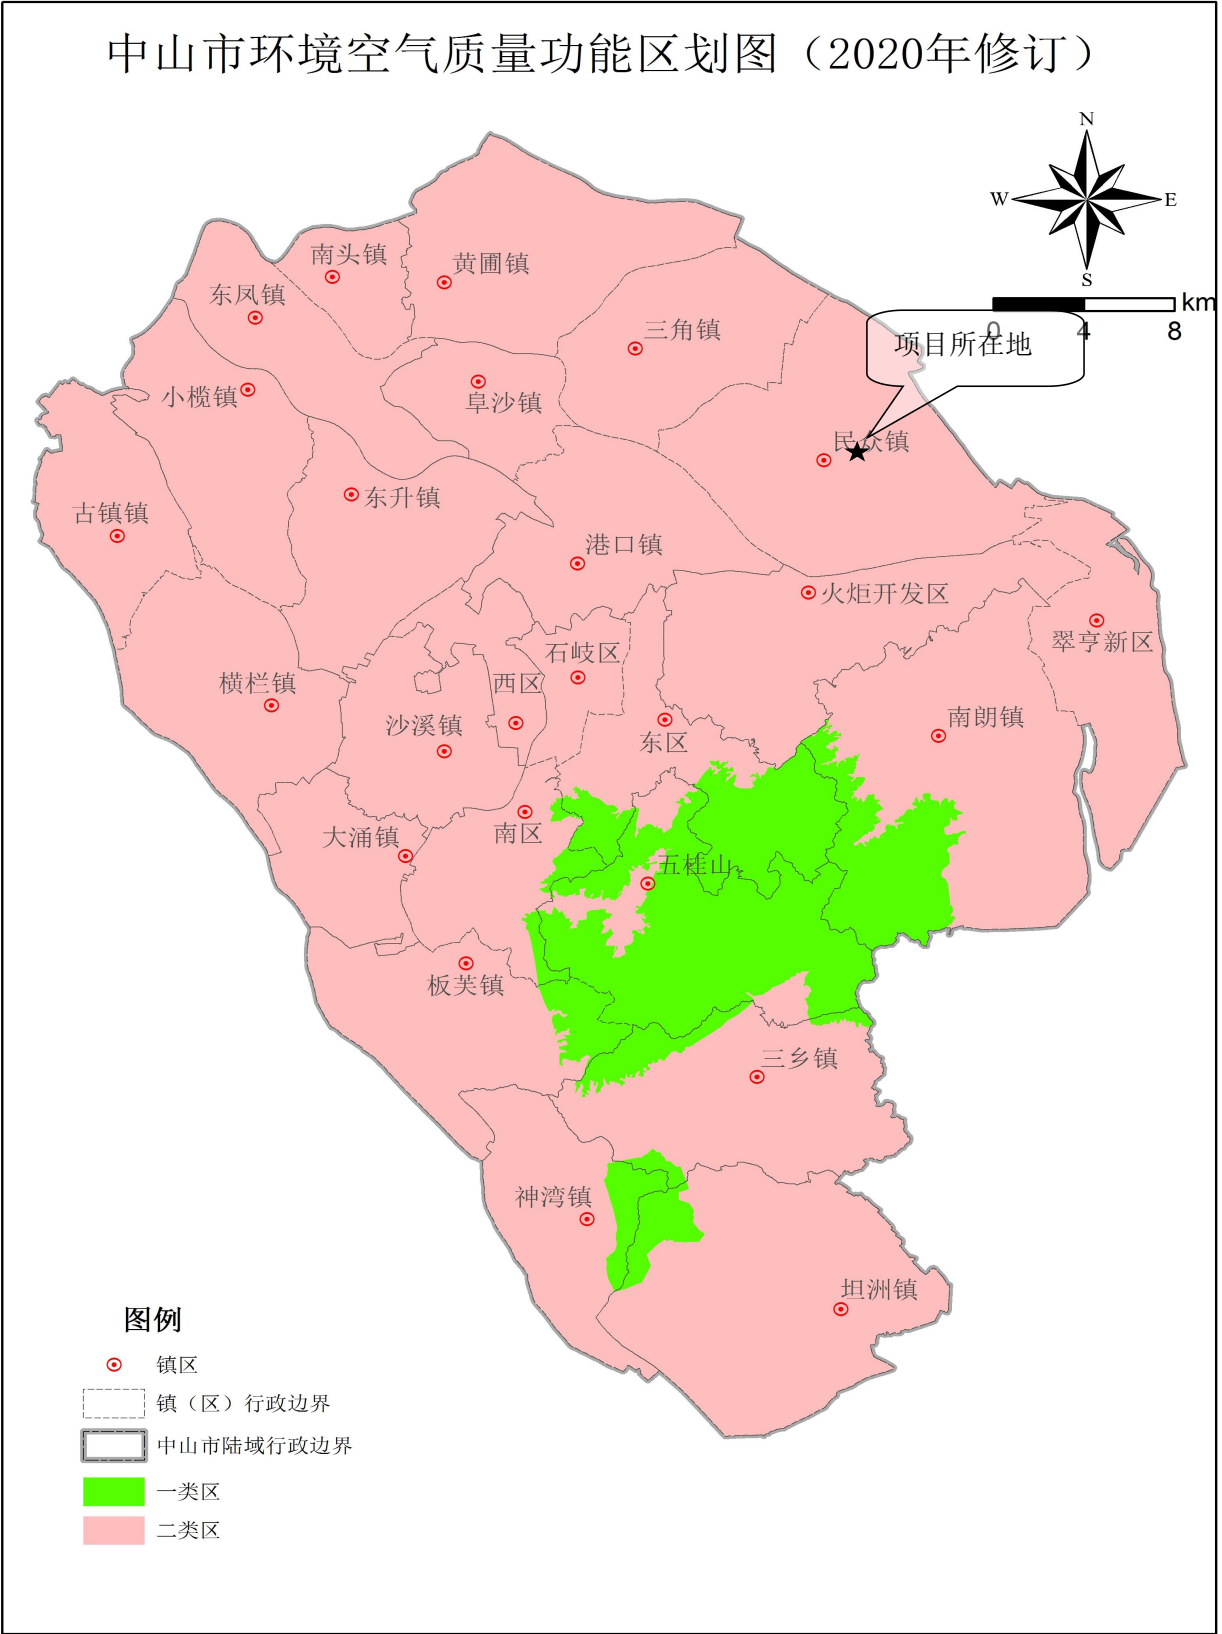 中山市环境空气质量功能区划图（2020年修订）
N
W
E
S
km
0
4
8
项目所在地
南头镇
黄圃镇
东凤镇
三角镇
小榄镇
阜沙镇
民众镇
东升镇
古镇镇
港口镇
火炬开发区
翠亨新区
石岐区
西区
横栏镇
沙溪镇
东区
南朗镇
南区
大涌镇
五桂山
板芙镇
三乡镇
神湾镇
坦洲镇
图例
镇区
镇（区）行政边界
中山市陆域行政边界
一类区
二类区